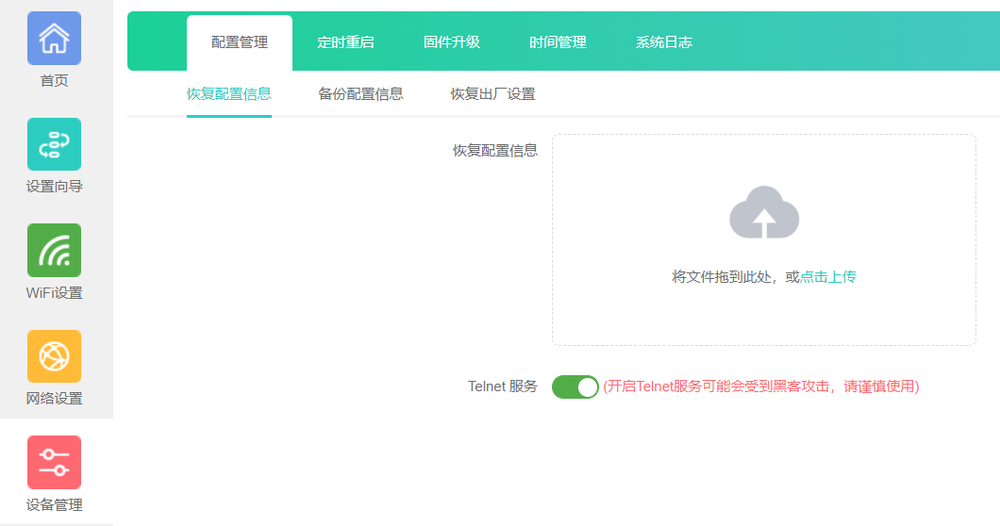 首页
设置向导
WiFi设置
网络设置
设备管理
配置管理 定时重启 固件升级 时间管理 系统日志
恢复配置信息 备份配置信息 恢复出厂设置
恢复配置信息
将文件拖到此处，或点击上传
Telnet 服务 (开启Telnet服务可能会受到黑客攻击，请谨慎使用)